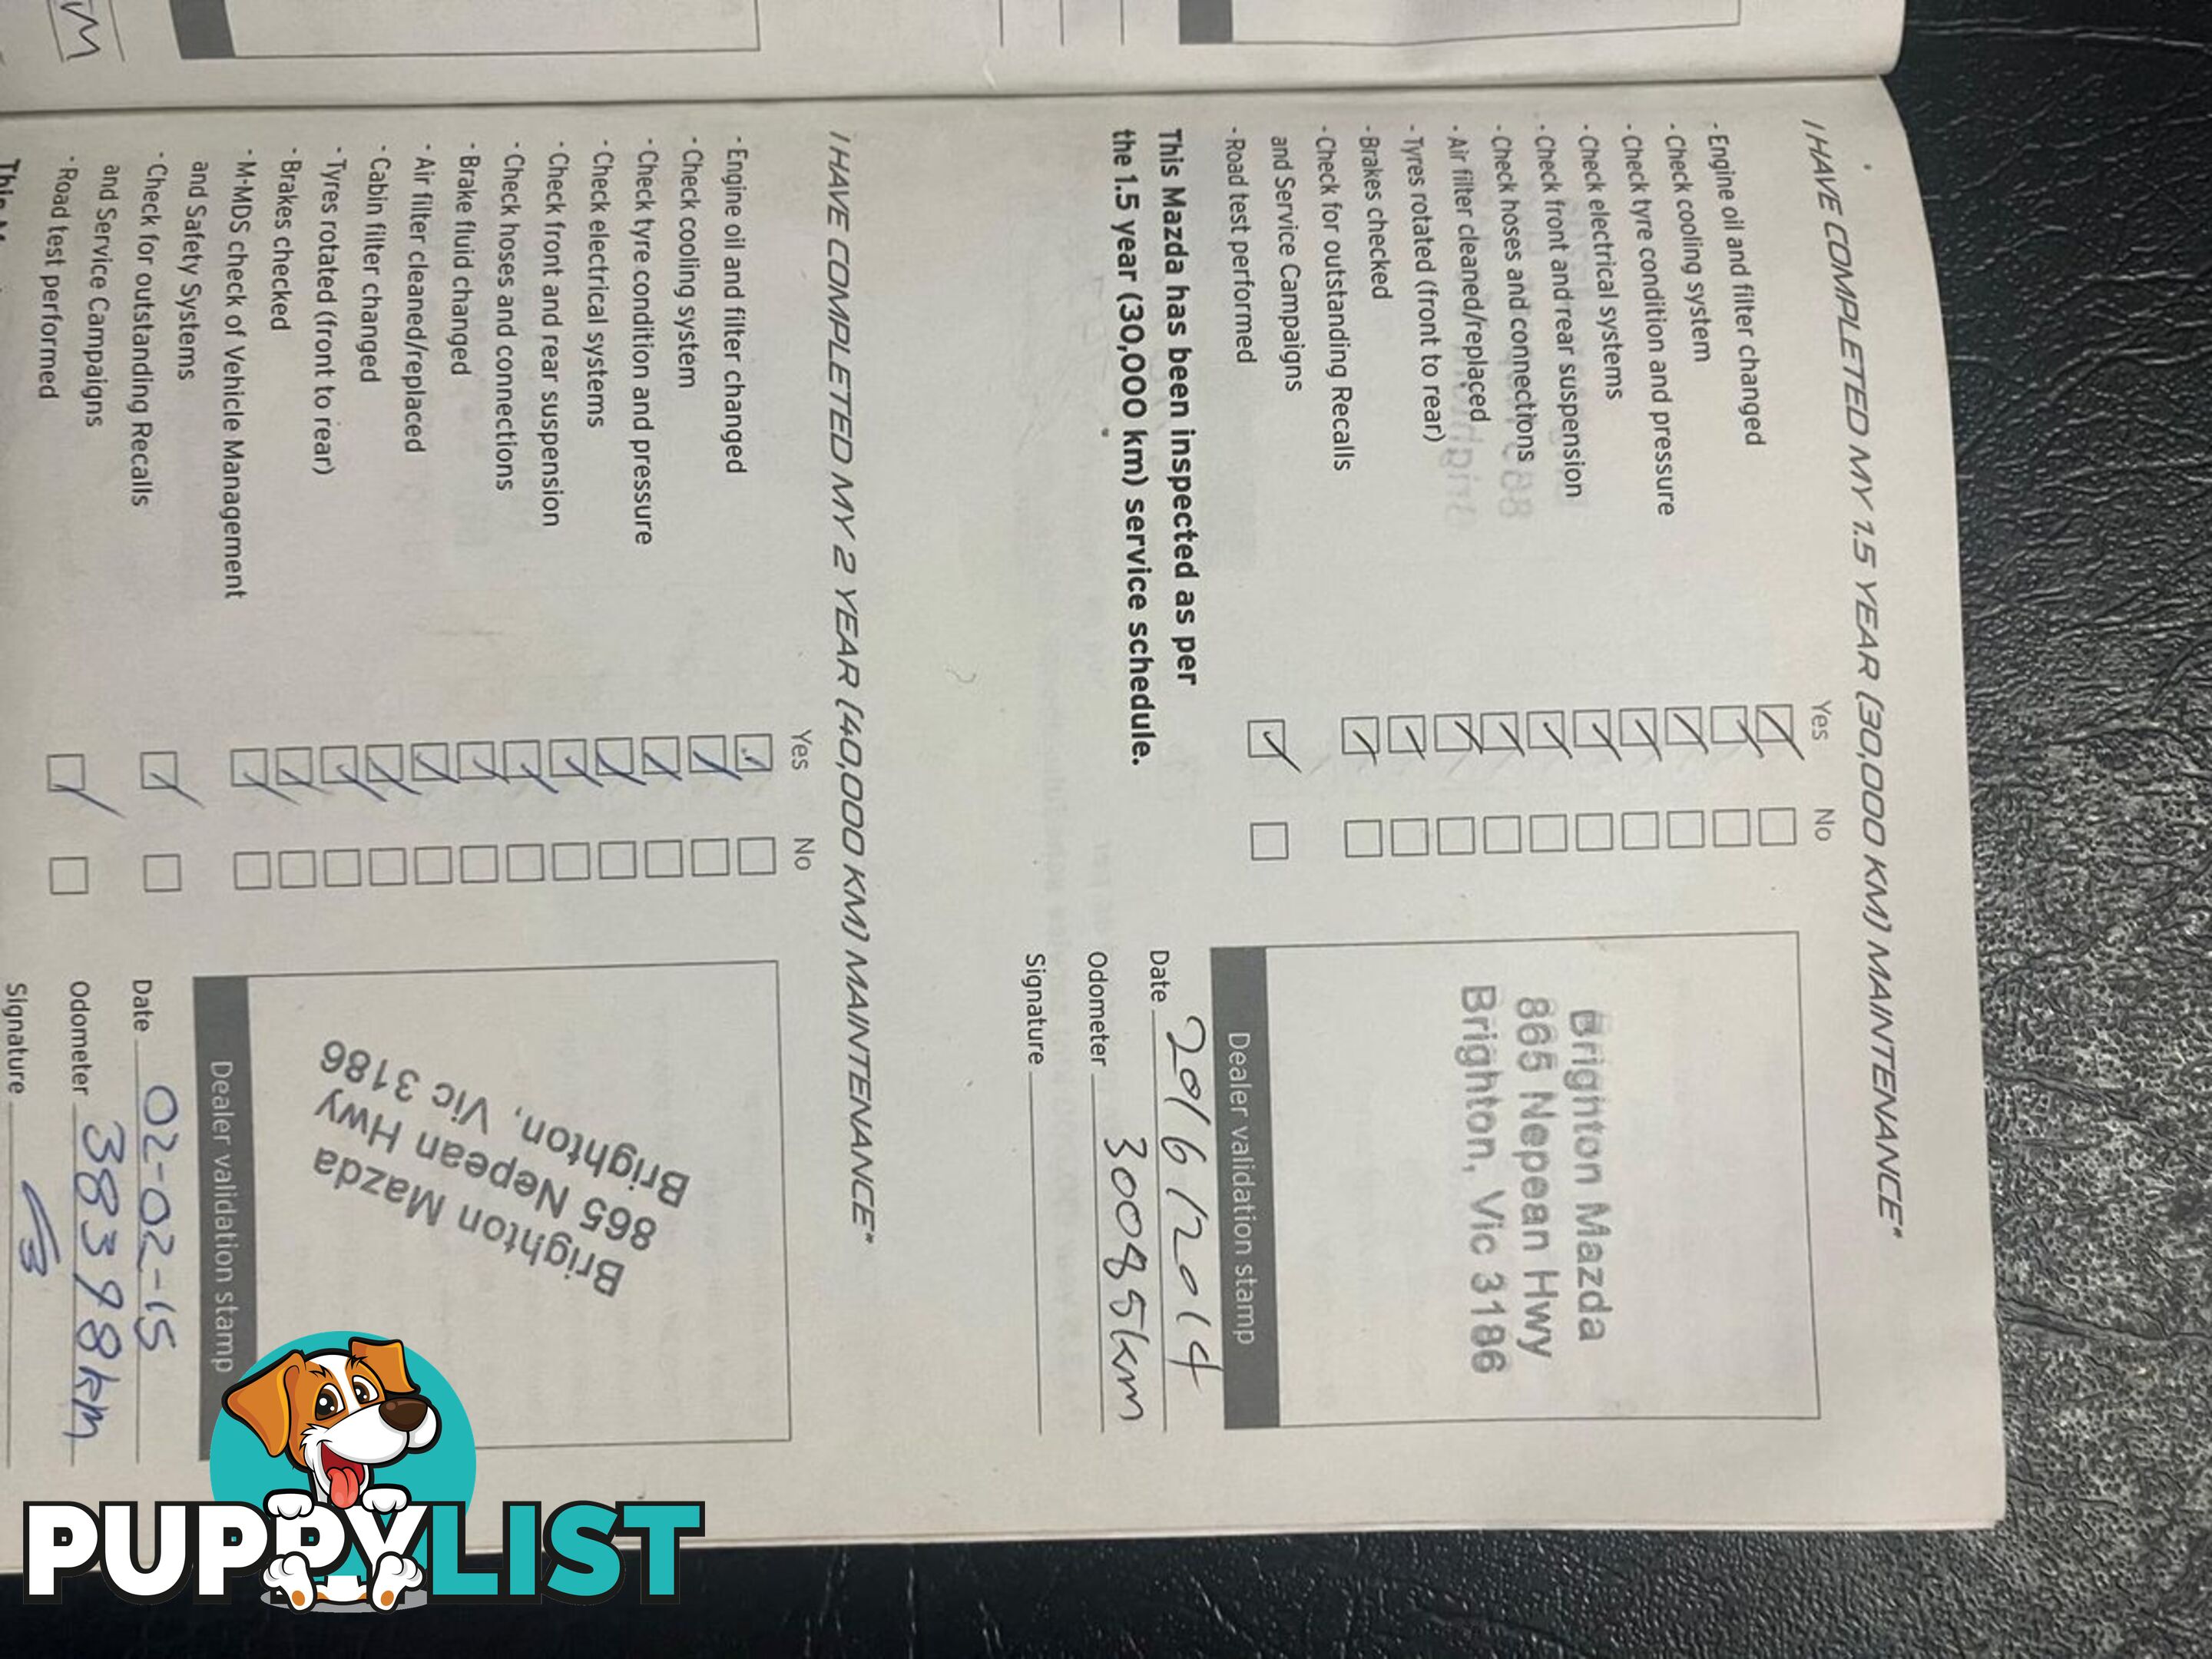 I HAVE COMPLETED MY 1.5 YEAR (30,000 KM) MAINTENANCE*
Yes No
- Engine oil and filter changed
- Check cooling system
- Check tyre condition and pressure
- Check electrical systems
- Check front and rear suspension
- Check hoses and connections
- Air filter cleaned/replaced
- Tyres rotated (front to rear)
- Brakes checked
- Check for outstanding Recalls
and Service Campaigns
- Road test performed
This Mazda has been inspected as per
the 1.5 year (30,000 km) service schedule.
Brighton Mazda
865 Nepean Hwy
Brighton, Vic 3186
Dealer validation stamp
Date 29/6/2014
Odometer 30085km
Signature
I HAVE COMPLETED MY 2 YEAR (40,000 KM) MAINTENANCE*
Yes No
- Engine oil and filter changed
- Check cooling system
- Check tyre condition and pressure
- Check electrical systems
- Check front and rear suspension
- Check hoses and connections
- Brake fluid changed
- Air filter cleaned/replaced
- Cabin filter changed
- Tyres rotated (front to rear)
- Brakes checked
- M-MDS check of Vehicle Management
and Safety Systems
- Check for outstanding Recalls
and Service Campaigns
- Road test performed
Brighton Mazda
865 Nepean Hwy
Brighton, Vic 3186
Dealer validation stamp
Date 02-02-15
Odometer 38398km
Signature
This
PUPPYLIST